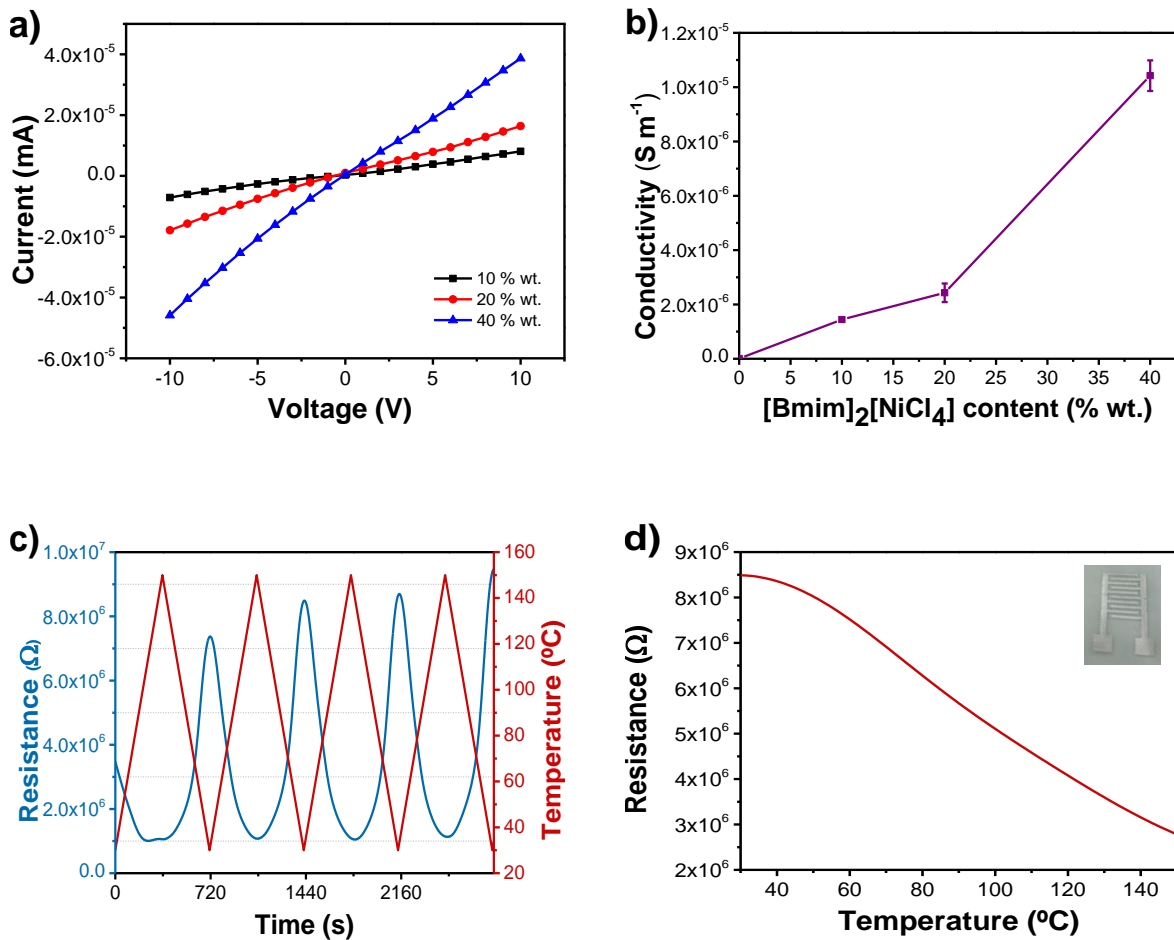 a)
Current (mA)
4.0x10⁻⁵
2.0x10⁻⁵
0.0
-2.0x10⁻⁵
-4.0x10⁻⁵
-6.0x10⁻⁵
10 % wt.
20 % wt.
40 % wt.
-10 -5 0 5 10
Voltage (V)
b)
Conductivity (S m⁻¹)
1.2x10⁻⁵
1.0x10⁻⁵
8.0x10⁻⁶
6.0x10⁻⁶
4.0x10⁻⁶
2.0x10⁻⁶
0.0
0 5 10 15 20 25 30 35 40
[Bmim]₂[NiCl₄] content (% wt.)
c)
Resistance (Ω)
1.0x10⁷
8.0x10⁶
6.0x10⁶
4.0x10⁶
2.0x10⁶
0.0
160
140
120
100
80
60
40
20
Temperature (ºC)
0 720 1440 2160
Time (s)
d)
Resistance (Ω)
9x10⁶
8x10⁶
7x10⁶
6x10⁶
5x10⁶
4x10⁶
3x10⁶
2x10⁶
40 60 80 100 120 140
Temperature (ºC)